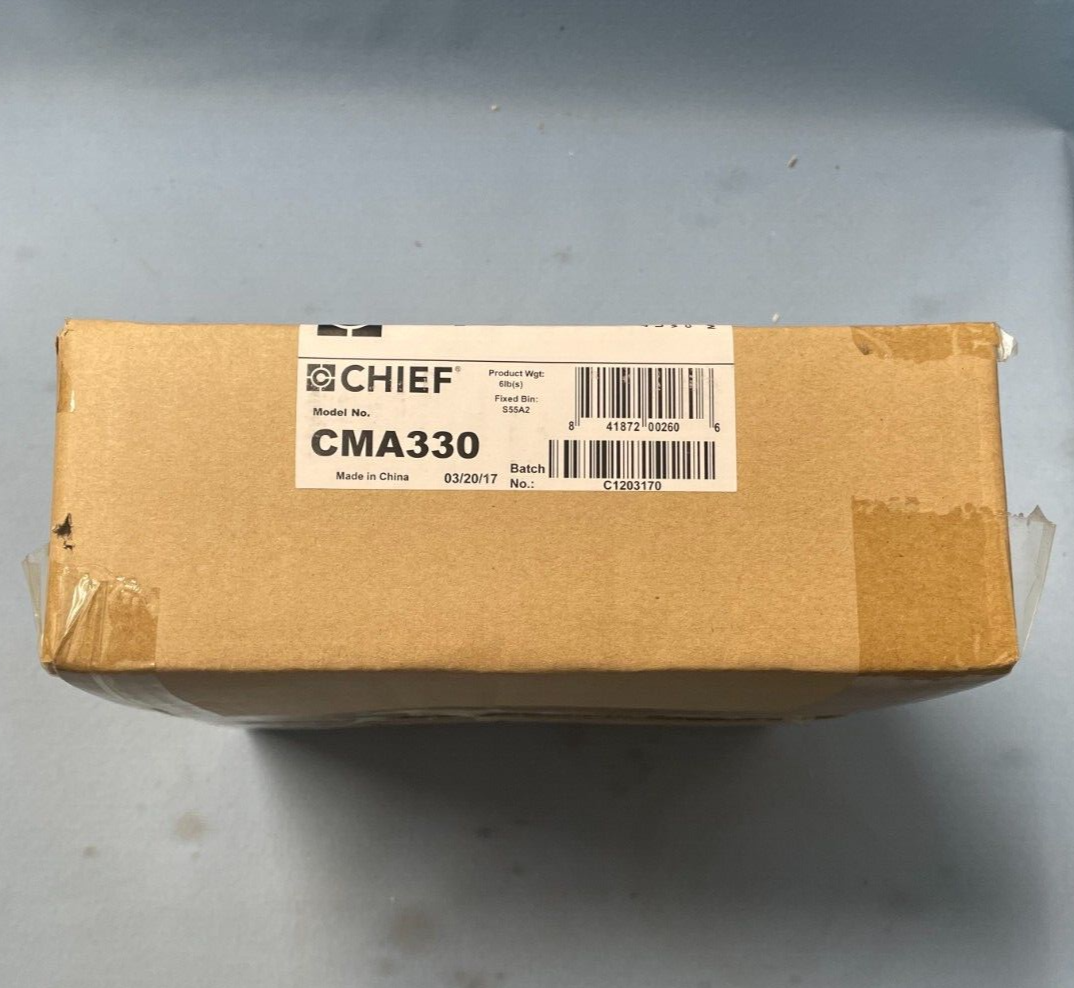 CHIEF®
Product Wgt:
6lb(s)
Fixed Bin:
S55A2
Model No.
CMA330
8 41872 00260 6
Made in China
03/20/17
Batch
No.:
C1203170